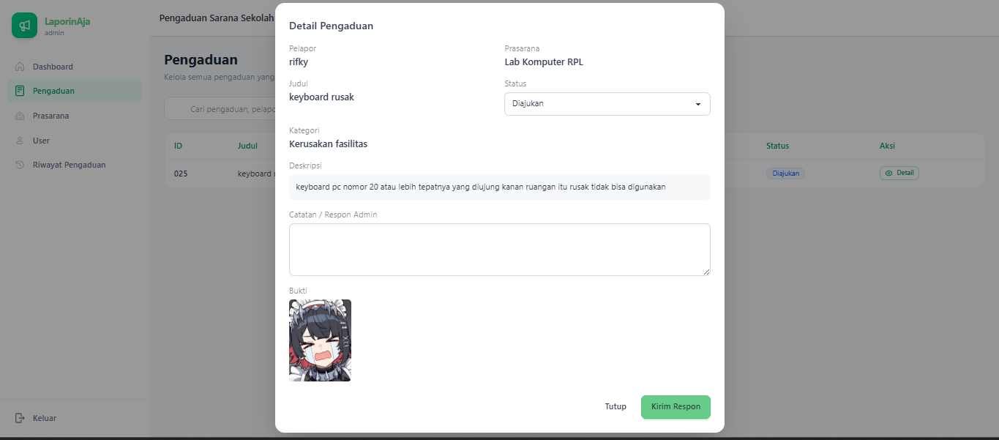 LaporinAja
admin
Dashboard
Pengaduan
Prasarana
User
Riwayat Pengaduan
Keluar
Pengaduan Sarana Sekolah
Pengaduan
Kelola semua pengaduan yang
Cari pengaduan, pelapo
ID Judul Status Aksi
025 keyboard Diajukan Detail
Detail Pengaduan
Pelapor
rifky
Prasarana
Lab Komputer RPL
Judul
keyboard rusak
Status
Diajukan
Kategori
Kerusakan fasilitas
Deskripsi
keyboard pc nomor 20 atau lebih tepatnya yang diujung kanan ruangan itu rusak tidak bisa digunakan
Catatan / Respon Admin
Bukti
Tutup
Kirim Respon